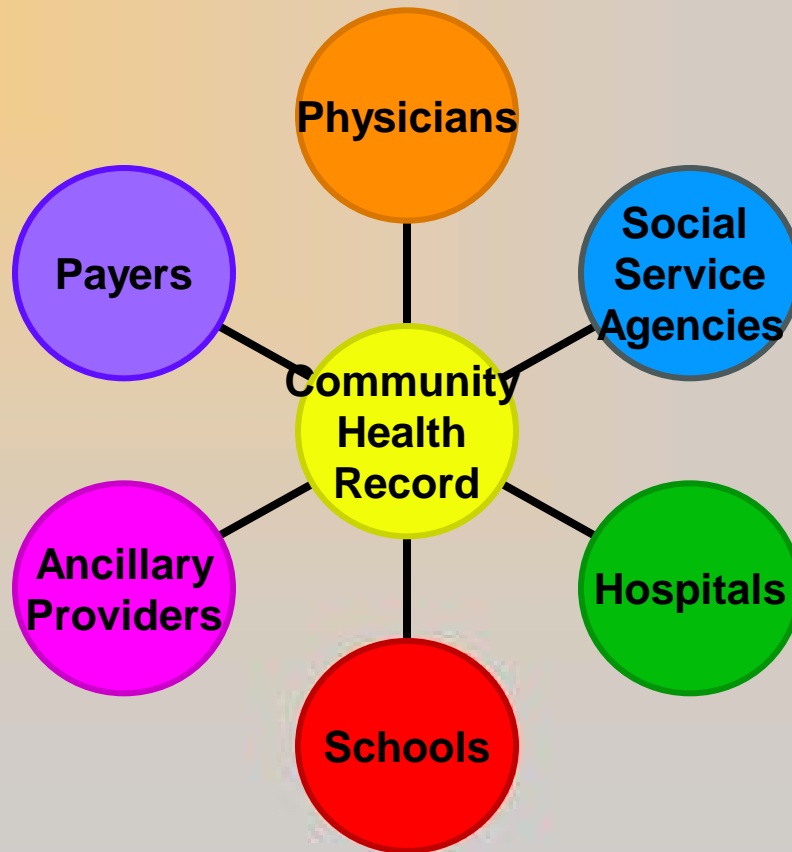 Physicians
Payers
Social
Service
Agencies
Community
Health
Record
Ancillary
Providers
Hospitals
Schools